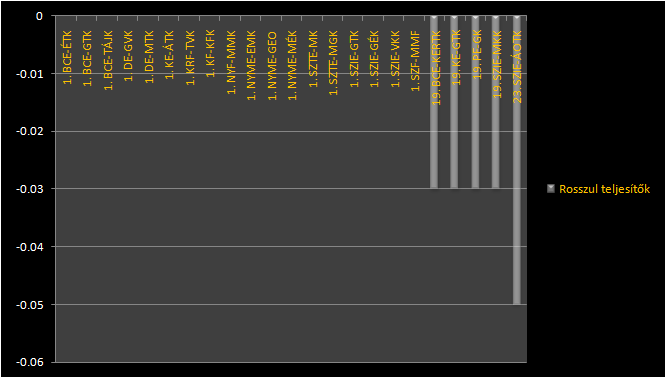 0
-0.01
-0.02
-0.03
-0.04
-0.05
-0.06
1. BCE-ÉTK
1. BCE-GTK
1. BCE-TÁJK
1. DE-GVK
1. DE-MTK
1. KE-ÁTK
1. KRF-TVK
1. KF-KFK
1. NYF-MMK
1. NYME-EMK
1. NYME-GEO
1. NYME-MÉK
1. SZTE-MK
1. SZTE-MGK
1. SZIE-GTK
1. SZIE-GÉK
1. SZIE-VKK
1. SZF-MMF
19. BCE-KERTK
19. KE-GTK
19. PE-GK
19. SZIE-MKK
23. SZIE-ÁOTK
Rosszul teljesítők